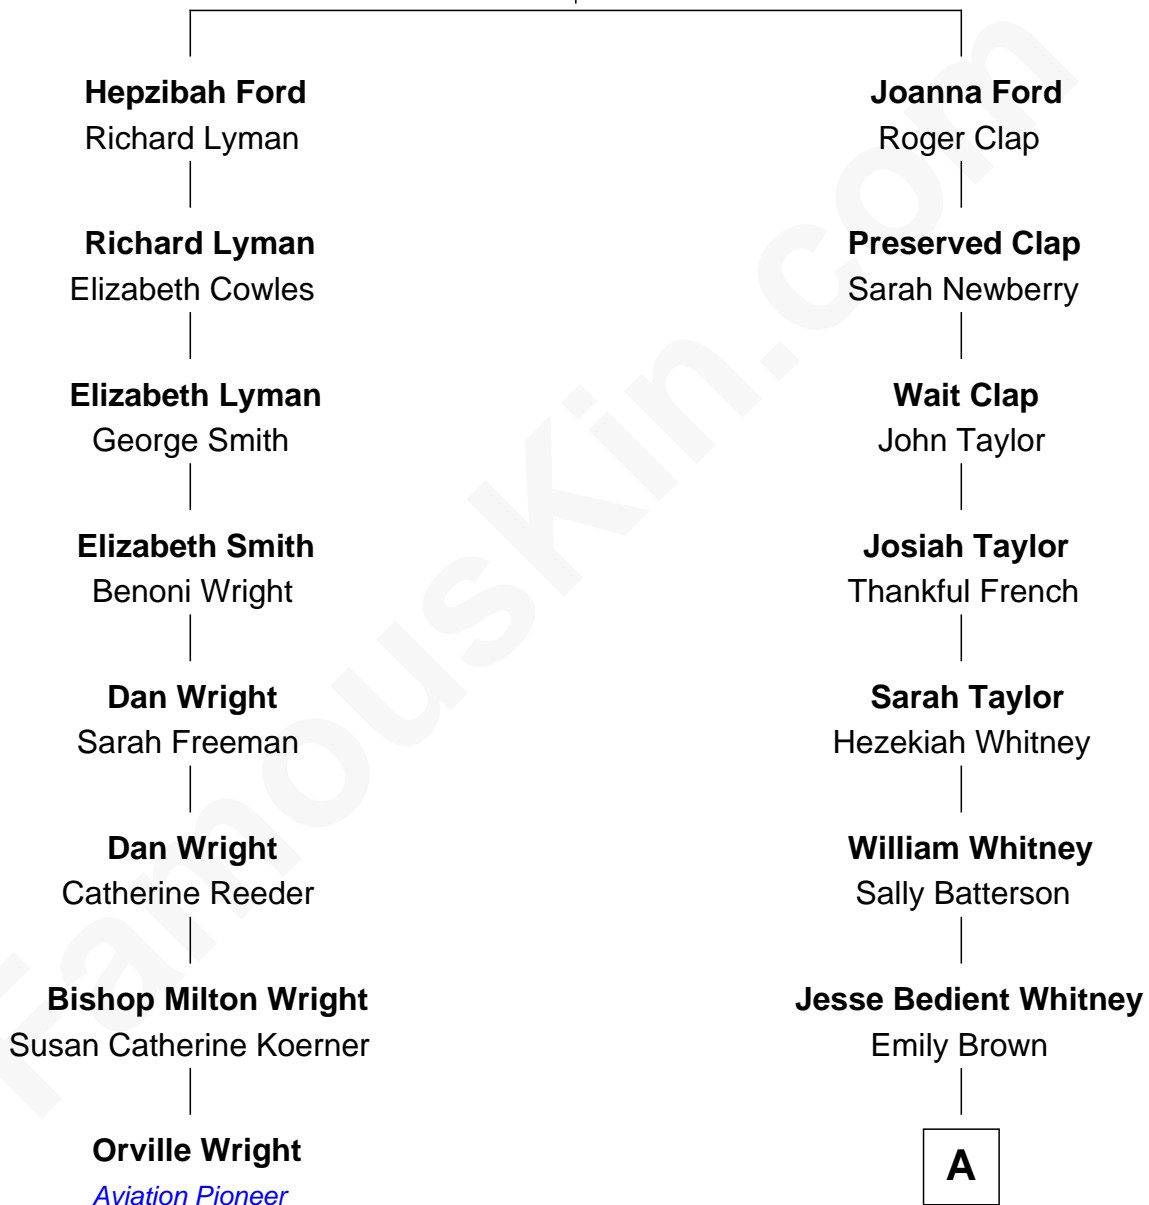 Hepzibah Ford
Richard Lyman
Richard Lyman
Elizabeth Cowles
Elizabeth Lyman
George Smith
Elizabeth Smith
Benoni Wright
Dan Wright
Sarah Freeman
Dan Wright
Catherine Reeder
Bishop Milton Wright
Susan Catherine Koerner
Orville Wright
Aviation Pioneer
Joanna Ford
Roger Clap
Preserved Clap
Sarah Newberry
Wait Clap
John Taylor
Josiah Taylor
Thankful French
Sarah Taylor
Hezekiah Whitney
William Whitney
Sally Batterson
Jesse Bedient Whitney
Emily Brown
A
FamousKin.com